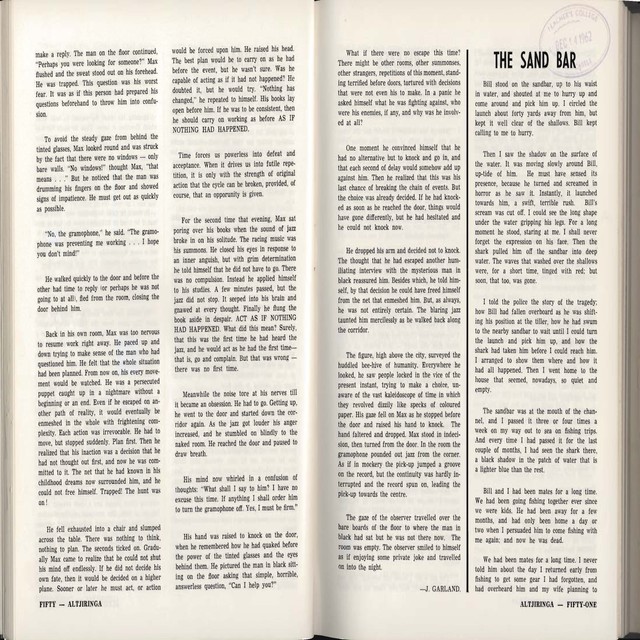 make a reply. The man on the floor continued,
"Perhaps you were looking for someone?" Max
flushed and the sweat stood out on his forehead.
He was trapped. This question was his worst
fear. It was as if this person had prepared his
questions beforehand to throw him into confu-
sion.
To avoid the steady gaze from behind the
tinted glasses, Max looked round and was struck
by the fact that there were no windows — only
bare walls. "No windows!" thought Max, "that
means . . ." But he noticed that the man was
drumming his fingers on the floor and showed
signs of impatience. He must get out as quickly
as possible.
"No, the gramophone," he said. "The gramo-
phone was preventing me working . . . I hope
you don't mind!"
He walked quickly to the door and before the
other had time to reply (or perhaps he was not
going to at all), fled from the room, closing the
door behind him.
Back in his own room, Max was too nervous
to resume work right away. He paced up and
down trying to make sense of the man who had
questioned him. He felt that the whole situation
had been planned. From now on, his every move-
ment would be watched. He was a persecuted
puppet caught up in a nightmare without a
beginning or an end. Even if he escaped on an-
other path of reality, it would eventually be
enmeshed in the whole with frightening com-
plexity. Each action was irrevocable. He had to
move, but stopped suddenly. Plan first. Then he
realized that his inaction was a decision that he
had not thought out first, and now he was com-
mitted to it. The net that he had known in his
childhood dreams now surrounded him, and he
could not free himself. Trapped! The hunt was
on!
He fell exhausted into a chair and slumped
across the table. There was nothing to think,
nothing to plan. The seconds ticked on. Gradu-
ally Max came to realize that he could not shut
his mind off endlessly. If he did not decide his
own fate, then it would be decided on a higher
plane. Sooner or later he must act, or action
FIFTY — ALTJIRINGA
would be forced upon him. He raised his head.
The best plan would be to carry on as he had
before the event, but he wasn't sure. Was he
capable of acting as if it had not happened? He
doubted it, but he would try. "Nothing has
changed," he repeated to himself. His books lay
open before him. If he was to be consistent, then
he should carry on working as before AS IF
NOTHING HAD HAPPENED.
Time forces us powerless into defeat and
acceptance. When it drives us into futile repe-
tition, it is only with the strength of original
action that the cycle can be broken, provided, of
course, that an opportunity is given.
For the second time that evening, Max sat
poring over his books when the sound of jazz
broke in on his solitude. The racing music was
his summons. He closed his eyes in response to
an inner anguish, but with grim determination
he told himself he did not have to go. There
was no compulsion. Instead he applied himself
to his studies. A few minutes passed, but the
jazz did not stop. It seeped into his brain and
gnawed at every thought. Finally he flung the
book aside in despair. ACT AS IF NOTHING
HAD HAPPENED. What did this mean? Surely,
that this was the first time he had heard the
jazz, and he would act as he had the first time—
that is, go and complain. But that was wrong —
there was no first time.
Meanwhile the noise tore at his nerves till
it became an obsession. He had to go. Getting up,
he went to the door and started down the cor-
ridor again. As the jazz got louder his anger
increased, and he stumbled on blindly to the
naked room. He reached the door and paused to
draw breath.
His mind now whirled in a confusion of
thoughts: "What shall I say to him? I have no
excuse this time. If anything I shall order him
to turn the gramophone off. Yes, I must be firm."
His hand was raised to knock on the door,
when he remembered how he had quaked before
the power of the tinted glasses and the eyes
behind them. He pictured the man in black sit-
ting on the floor asking that simple, horrible,
answerless question, "Can I help you?"
What if there were no escape this time?
There might be other rooms, other summonses,
other strangers, repetitions of this moment, stand-
ing terrified before doors, tortured with decisions
that were not even his to make. In a panic he
asked himself what he was fighting against, who
were his enemies, if any, and why was he involv-
ed at all?
One moment he convinced himself that he
had no alternative but to knock and go in, and
that each second of delay would somehow add up
against him. Then he realized that this was his
last chance of breaking the chain of events. But
the choice was already decided. If he had knock-
ed as soon as he reached the door, things would
have gone differently, but he had hesitated and
he could not knock now.
He dropped his arm and decided not to knock.
The thought that he had escaped another hum-
iliating interview with the mysterious man in
black reassured him. Besides which, he told him-
self, by that decision he could have freed himself
from the net that enmeshed him. But, as always,
he was not entirely certain. The blaring jazz
taunted him mercilessly as he walked back along
the corridor.
The figure, high above the city, surveyed the
huddled bee-hive of humanity. Everywhere he
looked, he saw people locked in the vice of the
present instant, trying to make a choice, un-
aware of the vast kaleidoscope of time in which
they revolved dizzily like specks of coloured
paper. His gaze fell on Max as he stopped before
the door and raised his hand to knock. The
hand faltered and dropped. Max stood in indeci-
sion, then turned from the door. In the room the
gramophone pounded out jazz from the corner.
As if in mockery the pick-up jumped a groove
on the record, but the continuity was hardly in-
terrupted and the record spun on, leading the
pick-up towards the centre.
The gaze of the observer travelled over the
bare boards of the floor to where the man in
black had sat but he was not there now. The
room was empty. The observer smiled to himself
as if enjoying some private joke and travelled
on into the night.
—J. GARLAND.
THE SAND BAR
Bill stood on the sandbar, up to his waist
in water, and shouted at me to hurry up and
come around and pick him up. I circled the
launch about forty yards away from him, but
kept it well clear of the shallows. Bill kept
calling to me to hurry.
Then I saw the shadow on the surface of
the water. It was moving slowly around Bill,
up-tide of him. He must have sensed its
presence, because he turned and screamed in
horror as he saw it. Instantly, it launched
towards him, a swift, terrible rush. Bill's
scream was cut off. I could see the long shape
under the water gripping his leg. For a long
moment he stood, staring at me. I shall never
forget the expression on his face. Then the
shark pulled him off the sandbar into deep
water. The waves that washed over the shallows
were, for a short time, tinged with red; but
soon, that too, was gone.
I told the police the story of the tragedy;
how Bill had fallen overboard as he was shift-
ing his position at the tiller, how he had swum
to the nearby sandbar to wait until I could turn
the launch and pick him up, and how the
shark had taken him before I could reach him.
I arranged to show them where and how it
had all happened. Then I went home to the
house that seemed, nowadays, so quiet and
empty.
The sandbar was at the mouth of the chan-
nel, and I passed it three or four times a
week on my way out to sea on fishing trips.
And every time I had passed it for the last
couple of months, I had seen the shark there,
a black shadow in the patch of water that is
a lighter blue than the rest.
Bill and I had been mates for a long time.
We had been going fishing together ever since
we were kids. He had been away for a few
months, and had only been home a day or
two when I persuaded him to come fishing with
me again; and now he was dead.
We had been mates for a long time. I never
told him about the day I returned early from
fishing to get some gear I had forgotten, and
had overheard him and my wife planning to
ALTJIRINGA — FIFTY-ONE